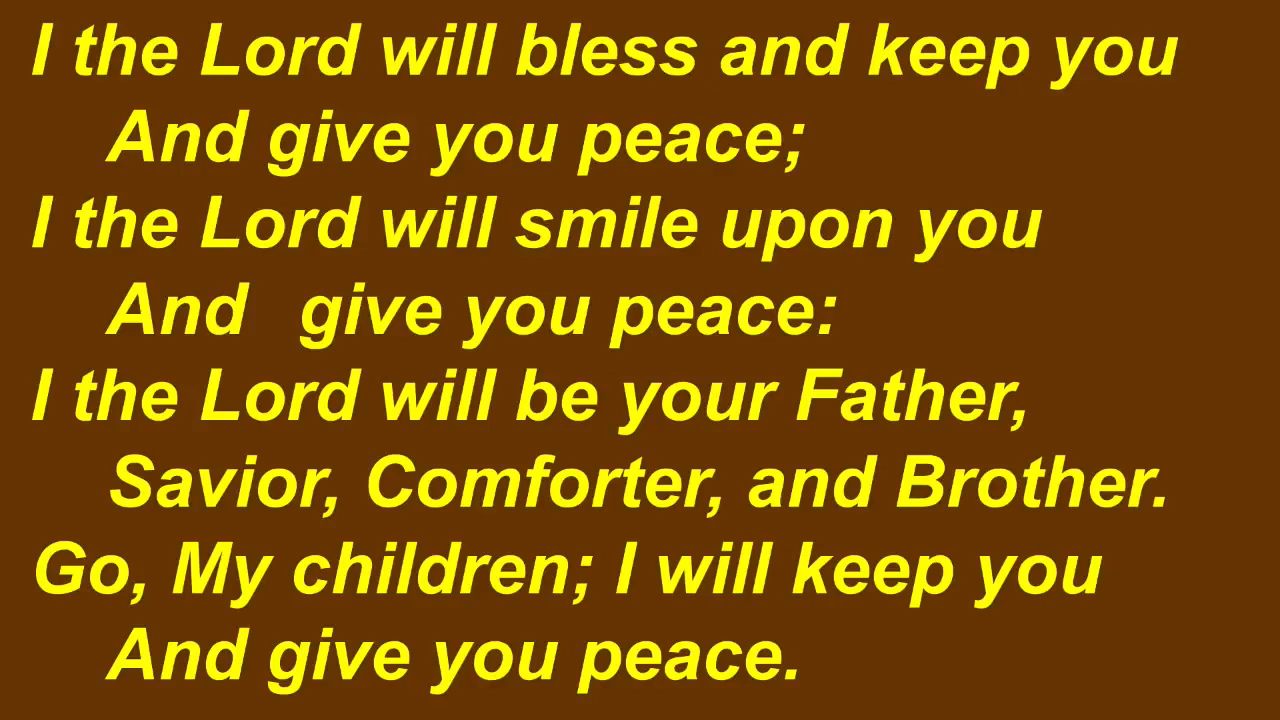 I the Lord will bless and keep you
And give you peace;
I the Lord will smile upon you
And give you peace:
I the Lord will be your Father,
Savior, Comforter, and Brother.
Go, My children; I will keep you
And give you peace.